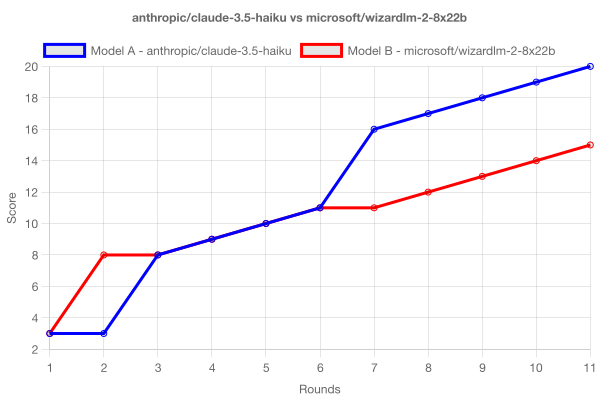 anthropic/claude-3.5-haiku vs microsoft/wizardlm-2-8x22b
Model A - anthropic/claude-3.5-haiku Model B - microsoft/wizardlm-2-8x22b
20
18
16
14
12
10
8
6
4
2
Score
1 2 3 4 5 6 7 8 9 10 11
Rounds